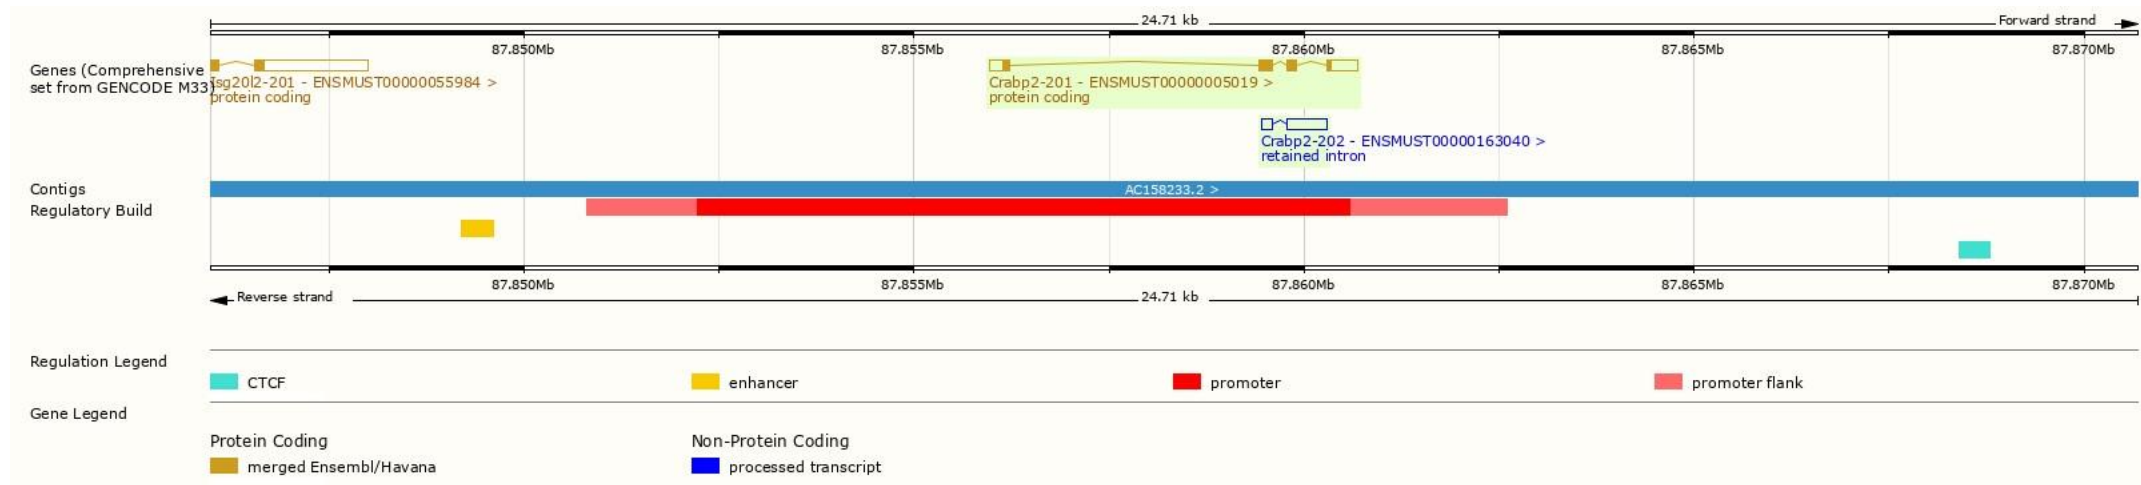 24.71 kb
Forward strand
87.850Mb 87.855Mb 87.860Mb 87.865Mb 87.870Mb
Genes (Comprehensive
set from GENCODE M33)
Isg20l2-201 - ENSMUST00000055984 >
protein coding
Crabp2-201 - ENSMUST00000005019 >
protein coding
Crabp2-202 - ENSMUST00000163040 >
retained intron
Contigs
AC158233.2 >
Regulatory Build
87.850Mb 87.855Mb 87.860Mb 87.865Mb 87.870Mb
Reverse strand
24.71 kb
Regulation Legend
CTCF
enhancer
promoter
promoter flank
Gene Legend
Protein Coding
Non-Protein Coding
merged Ensembl/Havana
processed transcript